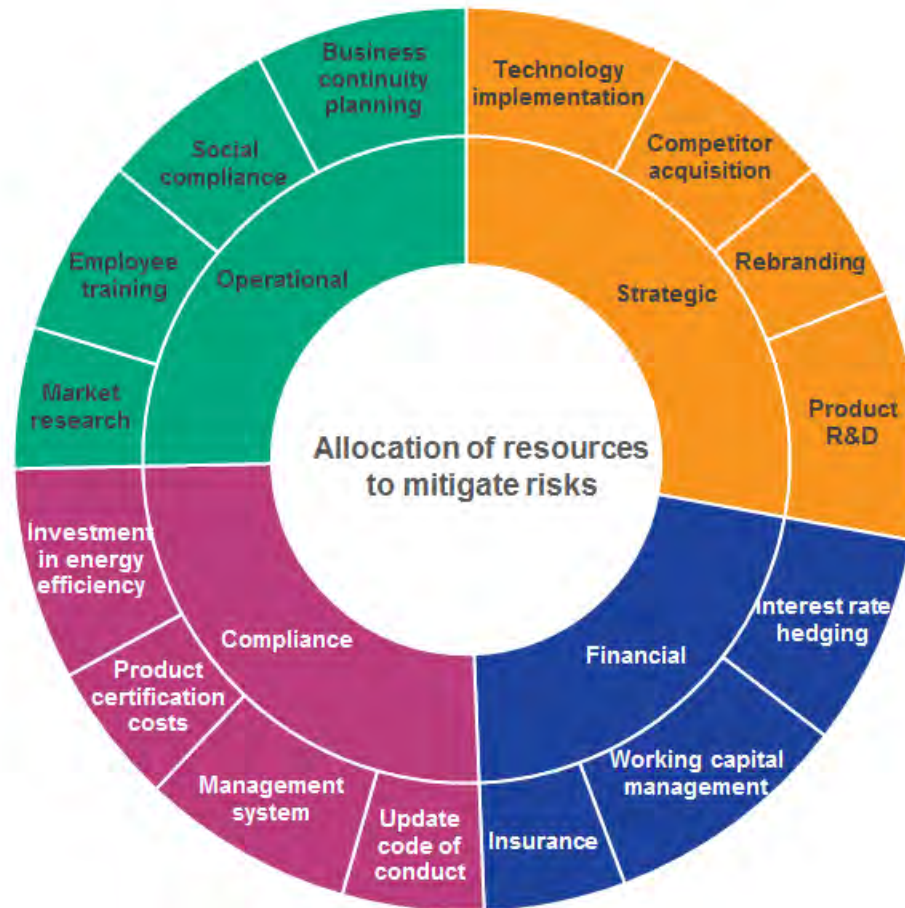 Business
continuity
planning
Technology
implementation
Social
compliance
Competitor
acquisition
Employee
training
Operational
Rebranding
Strategic
Market
research
Product
R&D
Allocation of resources
to mitigate risks
Investment
in energy
efficiency
Compliance
Financial
Interest rate
hedging
Product
certification
costs
Management
system
Update
code of
conduct
Insurance
Working capital
management